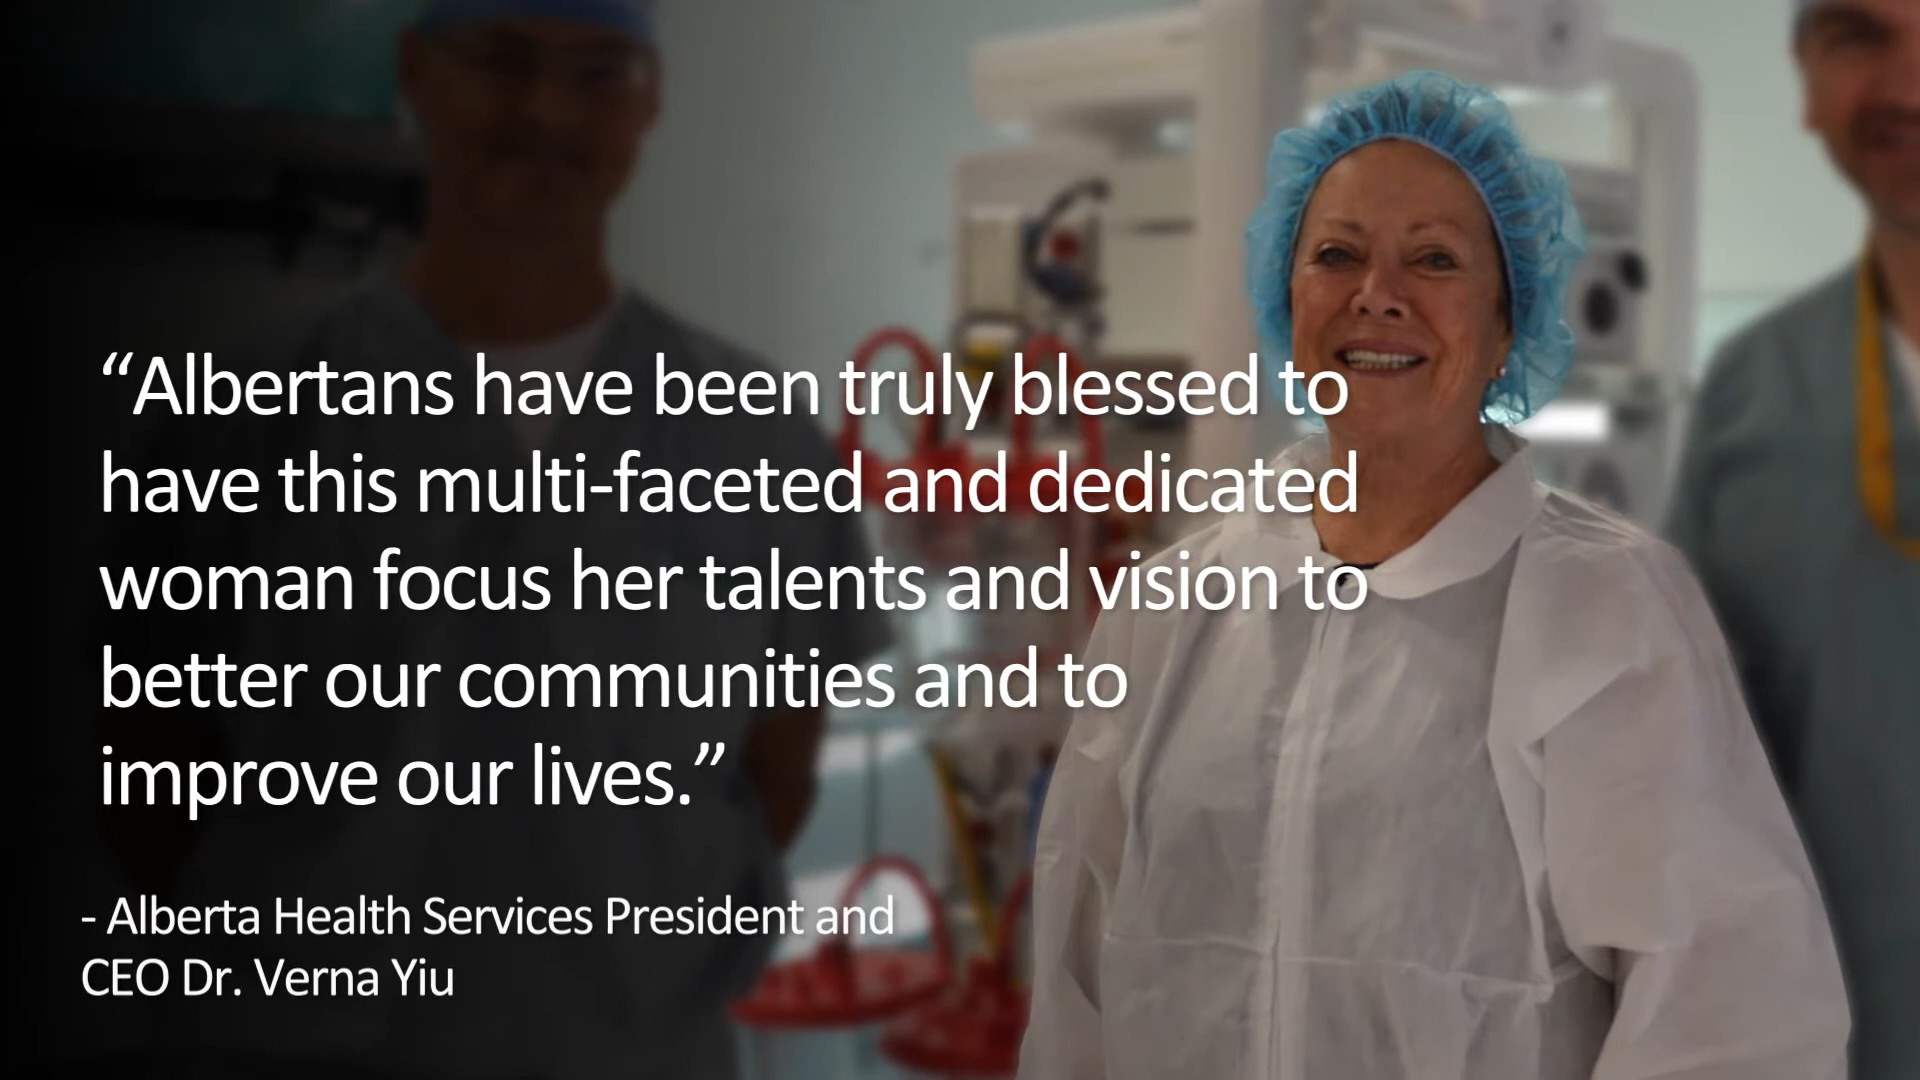 “Albertans have been truly blessed to
have this multi-faceted and dedicated
woman focus her talents and vision to
better our communities and to
improve our lives.”
- Alberta Health Services President and
CEO Dr. Verna Yiu